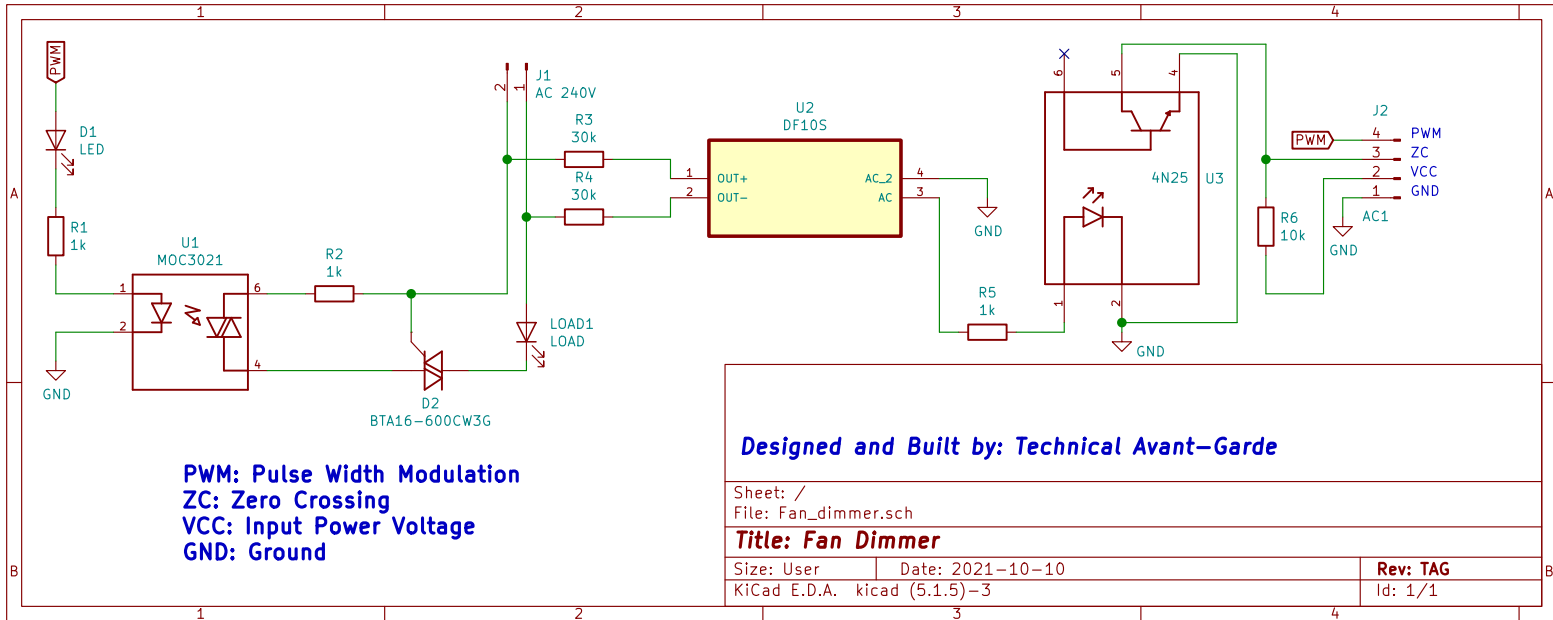 1 2 3 4
PWM
D1
LED
R1
1k
U1
MOC3021
1
2
6
4
GND
R2
1k
2
1
J1
AC 240V
R3
30k
R4
30k
LOAD1
LOAD
D2
BTA16-600CW3G
U2
DF10S
1
OUT+
2
OUT-
AC_2
4
AC
3
GND
R5
1k
6
5
4
4N25
U3
1
2
GND
J2
PWM
4
PWM
3
ZC
2
VCC
1
GND
AC1
GND
R6
10k
A
A
PWM: Pulse Width Modulation
ZC: Zero Crossing
VCC: Input Power Voltage
GND: Ground
Designed and Built by: Technical Avant-Garde
Sheet: /
File: Fan_dimmer.sch
Title: Fan Dimmer
Size: User
Date: 2021-10-10
Rev: TAG
KiCad E.D.A. kicad (5.1.5)-3
Id: 1/1
B
B
1 2 3 4